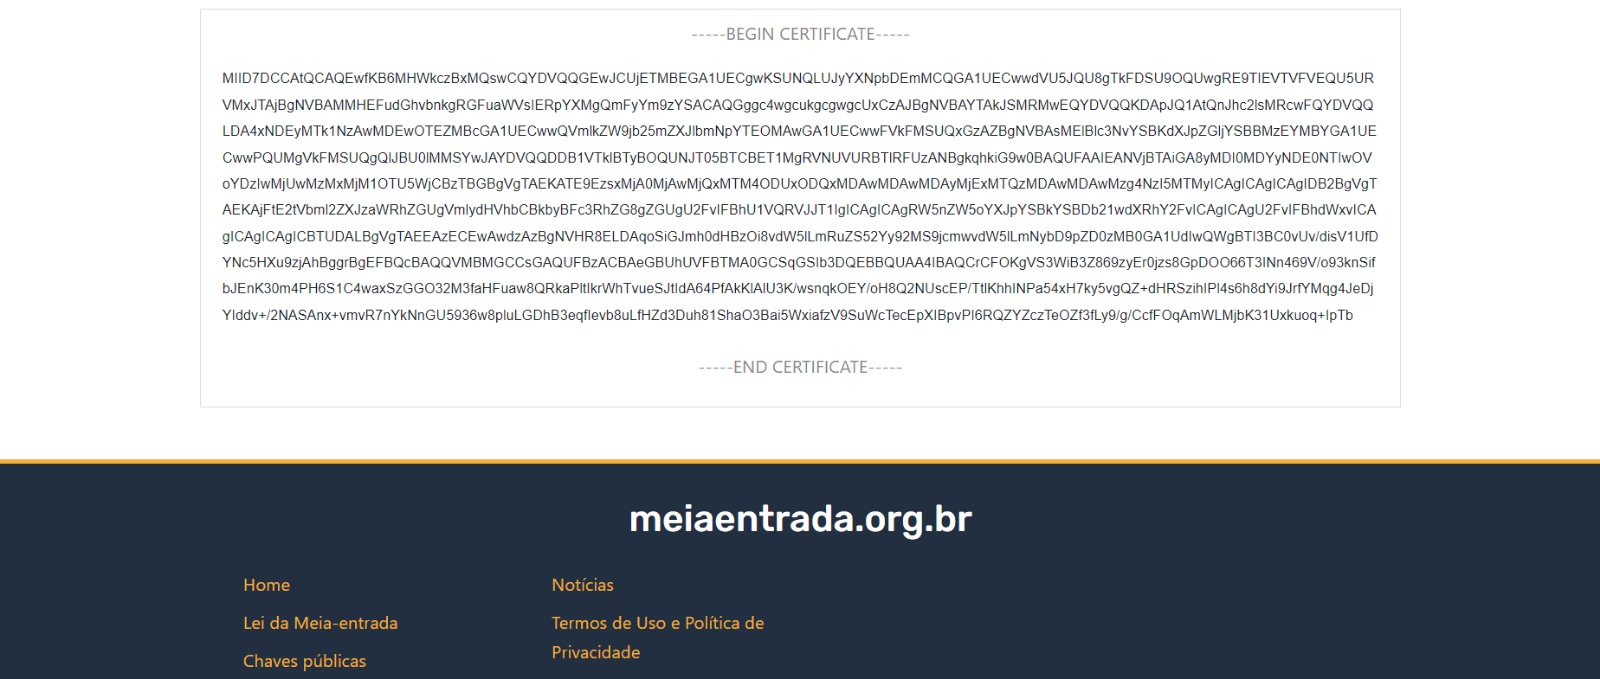 -----BEGIN CERTIFICATE-----
MIID7DCCAtQCAQEwfKB6MHWkczBxMQswCQYDVQQGEwJCUjETMBEGA1UECgwKSUNQLUJyYXNpbDEmMCQGA1UECwwdVU5JQU8gTkFDSU9OQUwgRE9TIEVTVFVEQU5UR
VMxJTAjBgNVBAMMHEFudGhvbnkgRGFuaWVsIERpYXMgQmFyYm9zYSACAQGggc4wgcukgcgwgcUxCzAJBgNVBAYTAkJSMRMwEQYDVQQKDApJQ1AtQnJhc2lsMRcwFQYDVQQ
LDA4xNDEyMTk1NzAwMDEwOTEZMBcGA1UECwwQVmlkZW9jb25mZXJlbmNpYTEOMAwGA1UECwwFVkFMSUQxGzAZBgNVBAsMElBlc3NvYSBKdXJpZGljYSBBMzEYMBYGA1UE
CwwPQUMgVkFMSUQgQlJBU0lMMSYwJAYDVQQDDB1VTklBTyBOQUNJT05BTCBET1MgRVNUVURBTlRFUzANBgkqhkiG9w0BAQUFAAIEANVjBTAiGA8yMDI0MDYyNDE0NTIwOV
oYDzIwMjUwMzMxMjM1OTU5WjCBzTBGBgVgTAEKATE9EzsxMjA0MjAwMjQxMTM4ODUxODQxMDAwMDAwMDAyMjExMTQzMDAwMDAwMzg4NzI5MTMyICAgICAgICAgIDB2BgVgT
AEKAjFtE2tVbml2ZXJzaWRhZGUgVmlydHVhbCBkbyBFc3RhZG8gZGUgU2FvIFBhU1VQRVJJT1IgICAgICAgRW5nZW5oYXJpYSBkYSBDb21wdXRhY2FvICAgICAgU2FvIFBhdWxvICA
gICAgICAgICBTUDALBgVgTAEEAzECEwAwdzAzBgNVHR8ELDAqoSiGJmh0dHBzOi8vdW5lLmRuZS52Yy92MS9jcmwvdW5lLmNybD9pZD0zMB0GA1UdIwQWgBTI3BC0vUv/disV1UfD
YNc5HXu9zjAhBggrBgEFBQcBAQQVMBMGCCsGAQUFBzACBAeGBUhUVFBTMA0GCSqGSIb3DQEBBQUAA4IBAQCrCFOKgVS3WiB3Z869zyEr0jzs8GpDOO66T3INn469V/o93knSif
bJEnK30m4PH6S1C4waxSzGGO32M3faHFuaw8QRkaPltlkrWhTvueSJtIdA64PfAkKlAlU3K/wsnqkOEY/oH8Q2NUscEP/TtlKhhINPa54xH7ky5vgQZ+dHRSzihIPl4s6h8dYi9JrfYMqg4JeDj
YIddv+/2NASAnx+vmvR7nYkNnGU5936w8pluLGDhB3eqflevb8uLfHZd3Duh81ShaO3Bai5WxiafzV9SuWcTecEpXIBpvPl6RQZYZczTeOZf3fLy9/g/CcfFOqAmWLMjbK31Uxkuoq+IpTb
-----END CERTIFICATE-----
meiaentrada.org.br
Home
Notícias
Lei da Meia-entrada
Termos de Uso e Política de
Privacidade
Chaves públicas